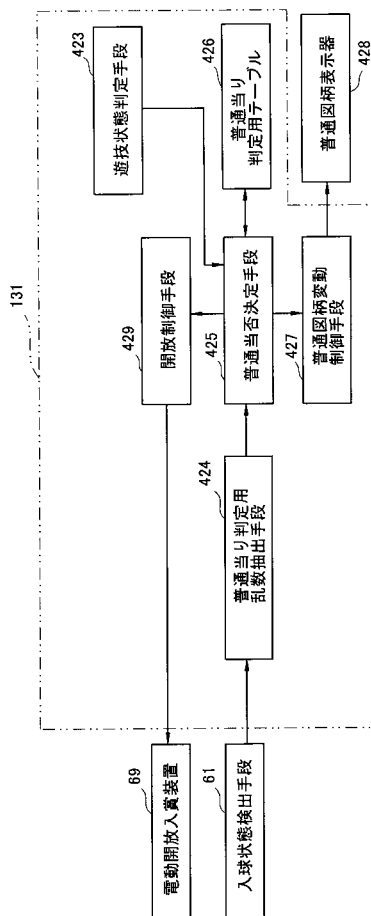 131
423
遊技状態判定手段
426
普通当り
判定用テーブル
428
普通図柄表示器
429
開放制御手段
425
普通当否決定手段
427
普通図柄変動
制御手段
424
普通当り判定用
乱数抽出手段
69
電動開放入賞装置
61
入球状態検出手段